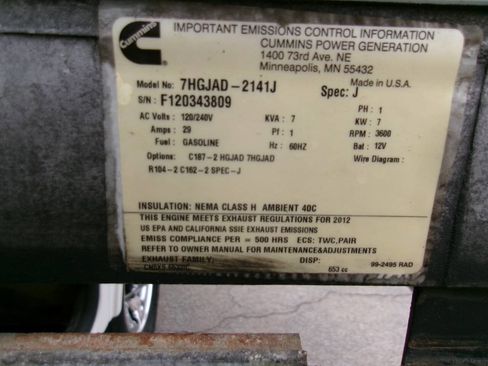 IMPORTANT EMISSIONS CONTROL INFORMATION
CUMMINS POWER GENERATION
1400 73rd Ave. NE
Minneapolis, MN 55432
Cummins
Made in U.S.A.
Model No: 7HGJAD-2141J Spec: J
S/N: F120343809 PH: 1
AC Volts: 120/240V KVA: 7 KW: 7
Amps: 29 Pf: 1 RPM: 3600
Fuel: GASOLINE Hz: 60HZ Bat: 12V
Options: C187-2 HGJAD 7HGJAD Wire Diagram:
R104-2 C162-2 SPEC-J
INSULATION: NEMA CLASS H AMBIENT 40C
THIS ENGINE MEETS EXHAUST REGULATIONS FOR 2012
US EPA AND CALIFORNIA SSIE EXHAUST EMISSIONS
EMISS COMPLIANCE PER = 500 HRS ECS: TWC,PAIR
REFER TO OWNER MANUAL FOR MAINTENANCE&ADJUSTMENTS
EXHAUST FAMILY: DISP:
653 cc
99-2495 RAD